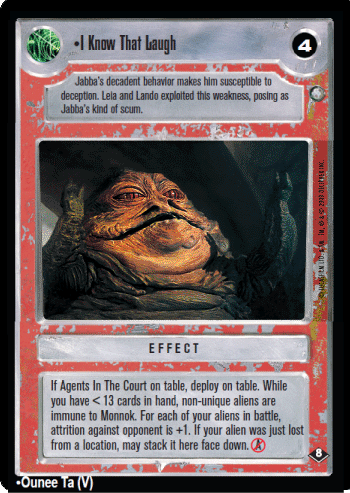 •I Know That Laugh
4
Jabba's decadent behavior makes him susceptible to
deception. Leia and Lando exploited this weakness, posing as
Jabba's kind of scum.
EFFECT
If Agents In The Court on table, deploy on table. While
you have < 13 cards in hand, non-unique aliens are
immune to Monnok. For each of your aliens in battle,
attrition against opponent is +1. If your alien was just lost
from a location, may stack it here face down. A
8
•Ounee Ta (V)